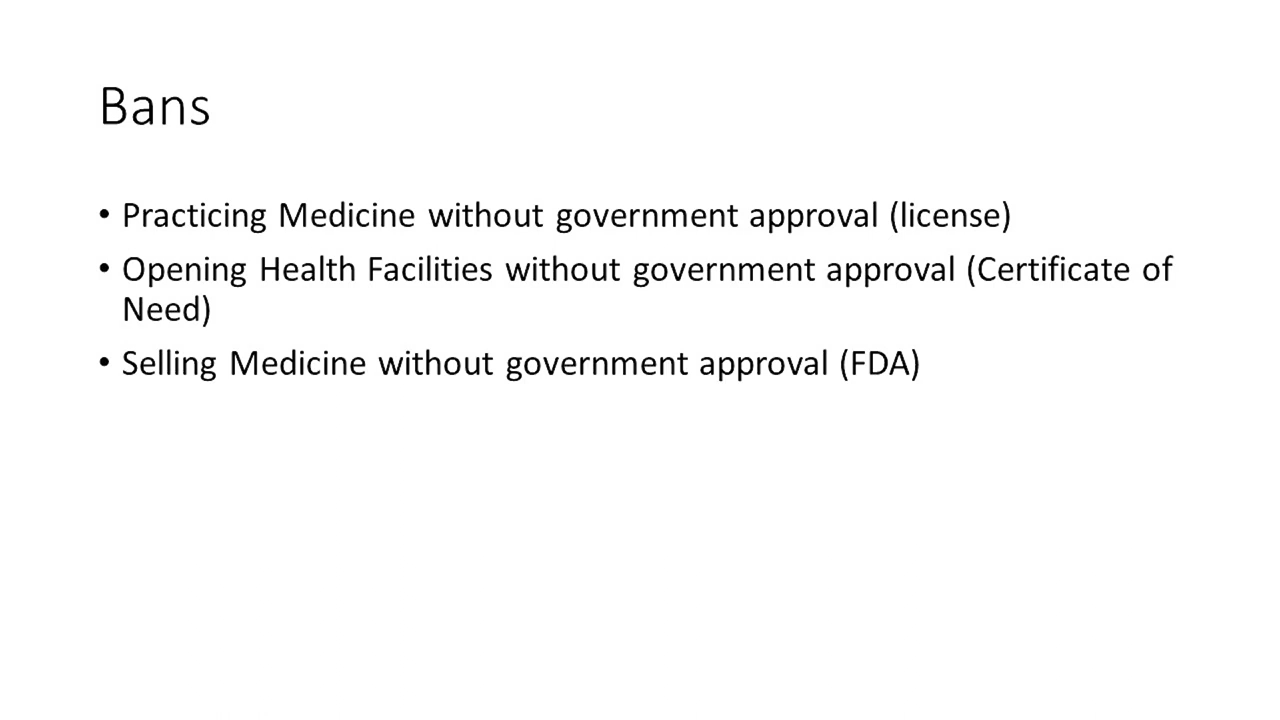 Bans
• Practicing Medicine without government approval (license)
• Opening Health Facilities without government approval (Certificate of
Need)
• Selling Medicine without government approval (FDA)